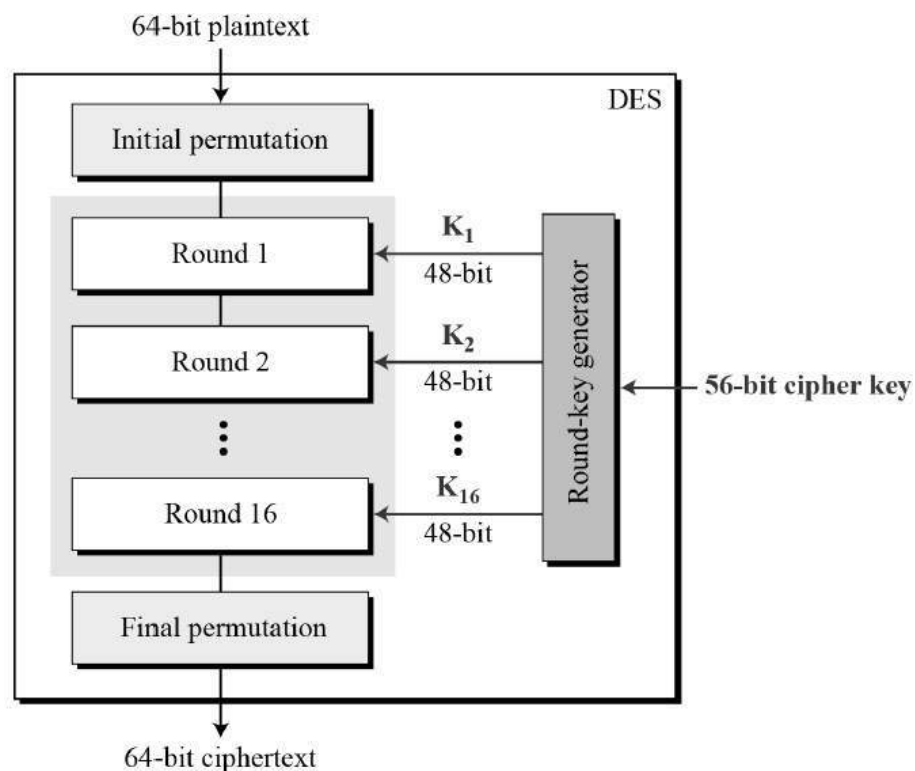 64-bit plaintext
DES
Initial permutation
K₁
Round 1
48-bit
K₂
Round 2
48-bit
Round-key generator
56-bit cipher key
K₁₆
Round 16
48-bit
Final permutation
64-bit ciphertext